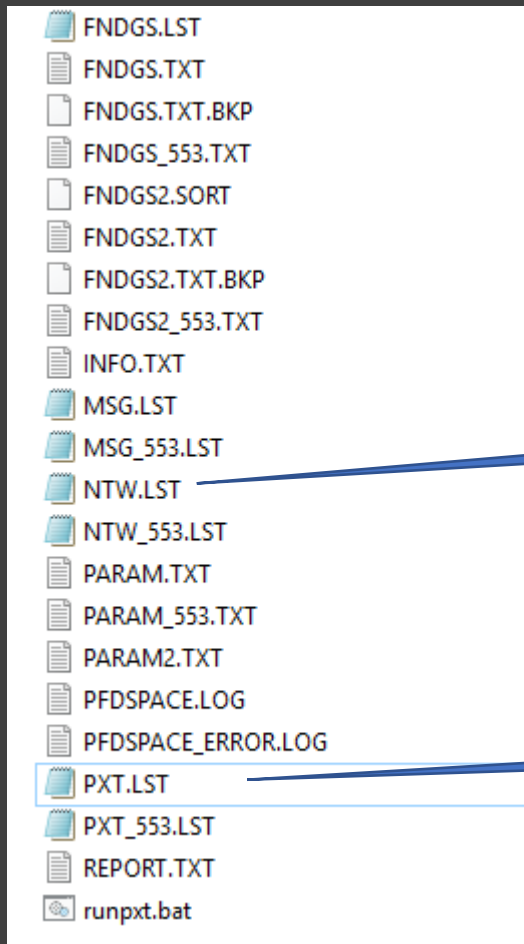 FNDGS.LST
FNDGS.TXT
FNDGS.TXT.BKP
FNDGS_553.TXT
FNDGS2.SORT
FNDGS2.TXT
FNDGS2.TXT.BKP
FNDGS2_553.TXT
INFO.TXT
MSG.LST
MSG_553.LST
NTW.LST
NTW_553.LST
PARAM.TXT
PARAM_553.TXT
PARAM2.TXT
PFDSPACE.LOG
PFDSPACE_ERROR.LOG
PXT.LST
PXT_553.LST
REPORT.TXT
runpxt.bat